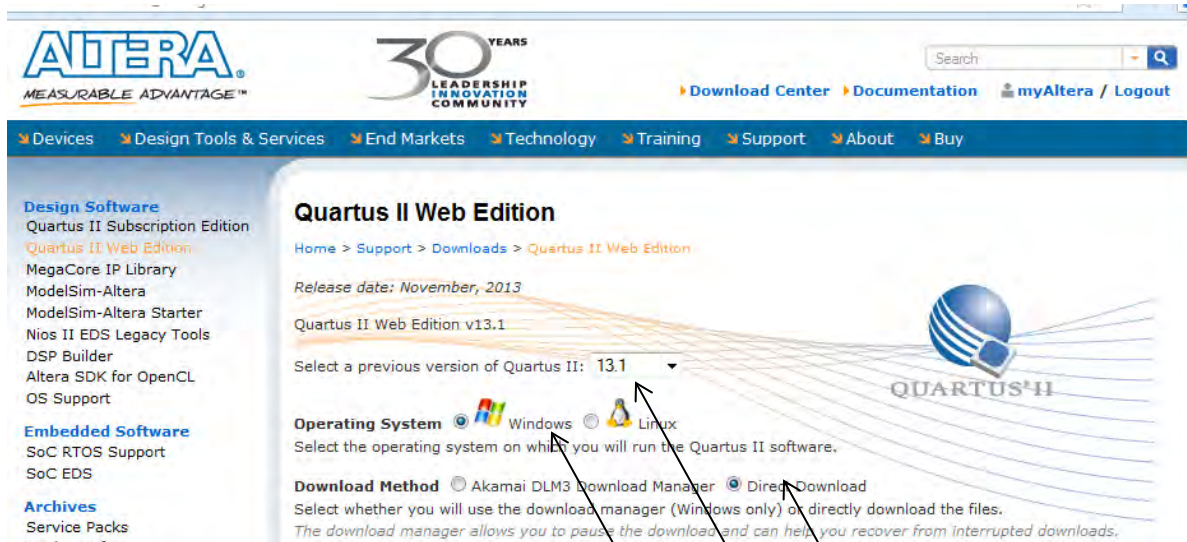 ALTERA®
MEASURABLE ADVANTAGE™
30 YEARS
LEADERSHIP
INNOVATION
COMMUNITY
Search
Download Center Documentation myAltera / Logout
Devices Design Tools & Services End Markets Technology Training Support About Buy
Design Software
Quartus II Subscription Edition
Quartus II Web Edition
MegaCore IP Library
ModelSim-Altera
ModelSim-Altera Starter
Nios II EDS Legacy Tools
DSP Builder
Altera SDK for OpenCL
OS Support
Embedded Software
SoC RTOS Support
SoC EDS
Archives
Service Packs
Quartus II Web Edition
Home > Support > Downloads > Quartus II Web Edition
Release date: November, 2013
Quartus II Web Edition v13.1
Select a previous version of Quartus II: 13.1
QUARTUS® II
Operating System Windows Linux
Select the operating system on which you will run the Quartus II software.
Download Method Akamai DLM3 Download Manager Direct Download
Select whether you will use the download manager (Windows only) or directly download the files.
The download manager allows you to pause the download and can help you recover from interrupted downloads.